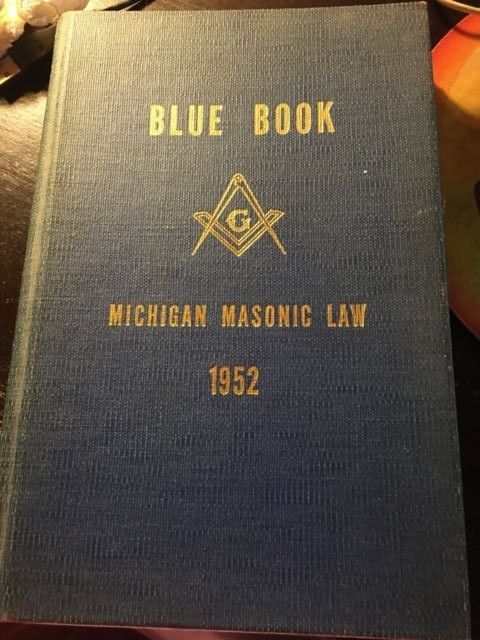 BLUE BOOK
G
MICHIGAN MASONIC LAW
1952